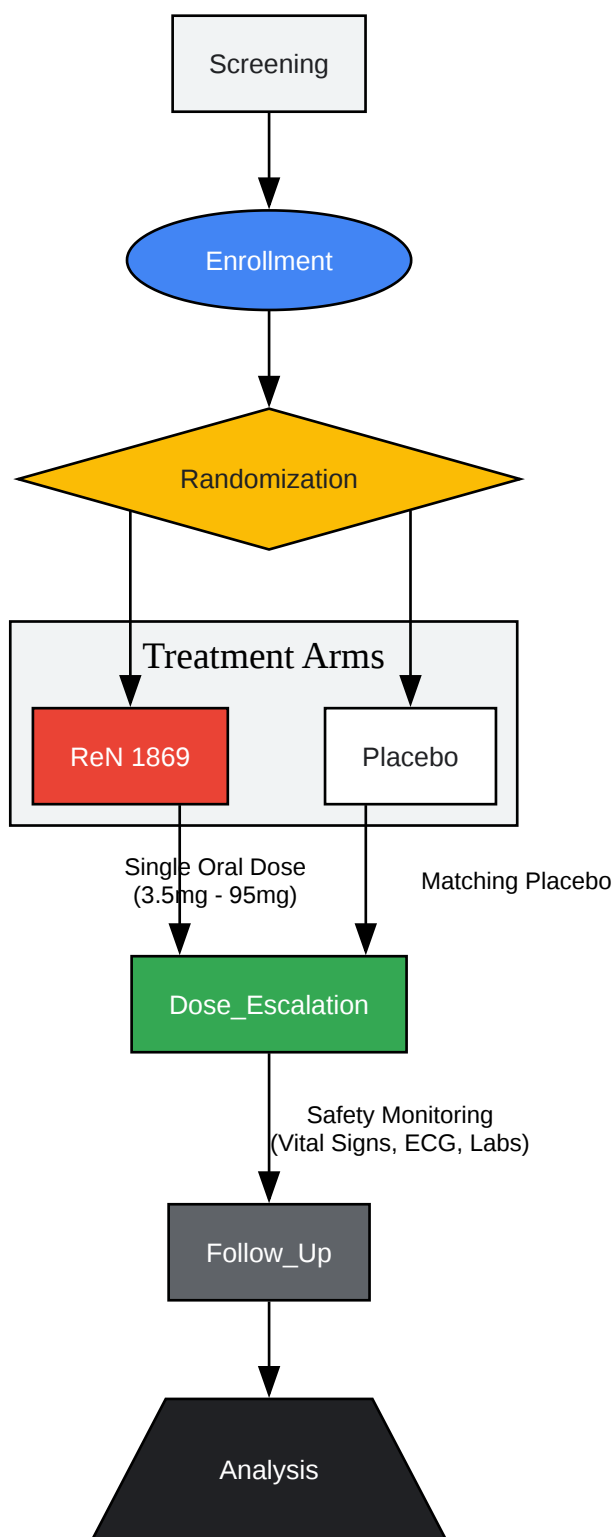 Screening
Enrollment
Randomization
Treatment Arms
ReN 1869
Placebo
Single Oral Dose
(3.5mg - 95mg)
Matching Placebo
Dose_Escalation
Safety Monitoring
(Vital Signs, ECG, Labs)
Follow_Up
Analysis